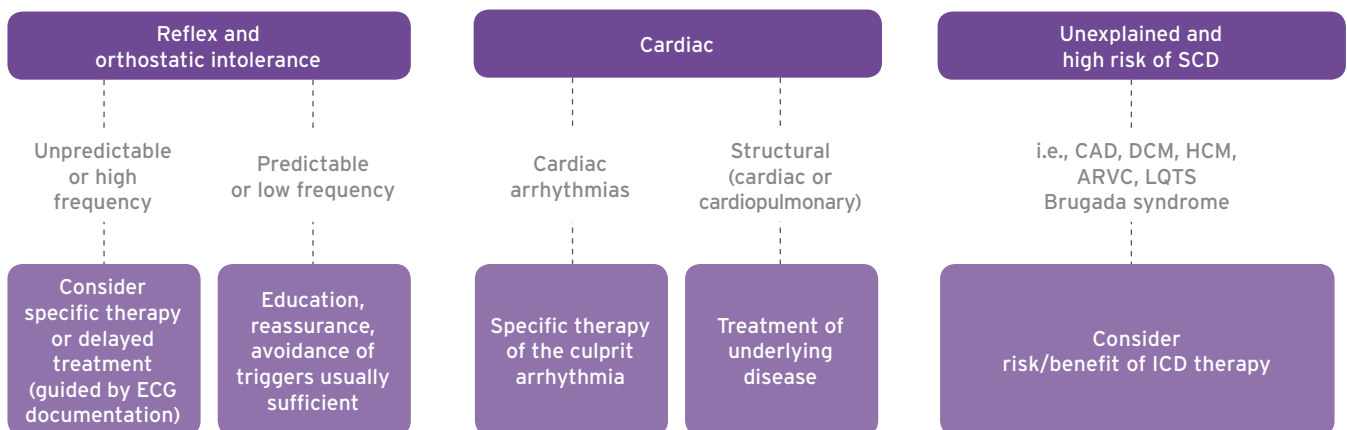 Reflex and
orthostatic intolerance
Cardiac
Unexplained and
high risk of SCD
Unpredictable
or high
frequency
Predictable
or low frequency
Cardiac
arrhythmias
Structural
(cardiac or
cardiopulmonary)
i.e., CAD, DCM, HCM,
ARVC, LQTS
Brugada syndrome
Consider
specific therapy
or delayed
treatment
(guided by ECG
documentation)
Education,
reassurance,
avoidance of
triggers usually
sufficient
Specific therapy
of the culprit
arrhythmia
Treatment of
underlying
disease
Consider
risk/benefit of ICD therapy